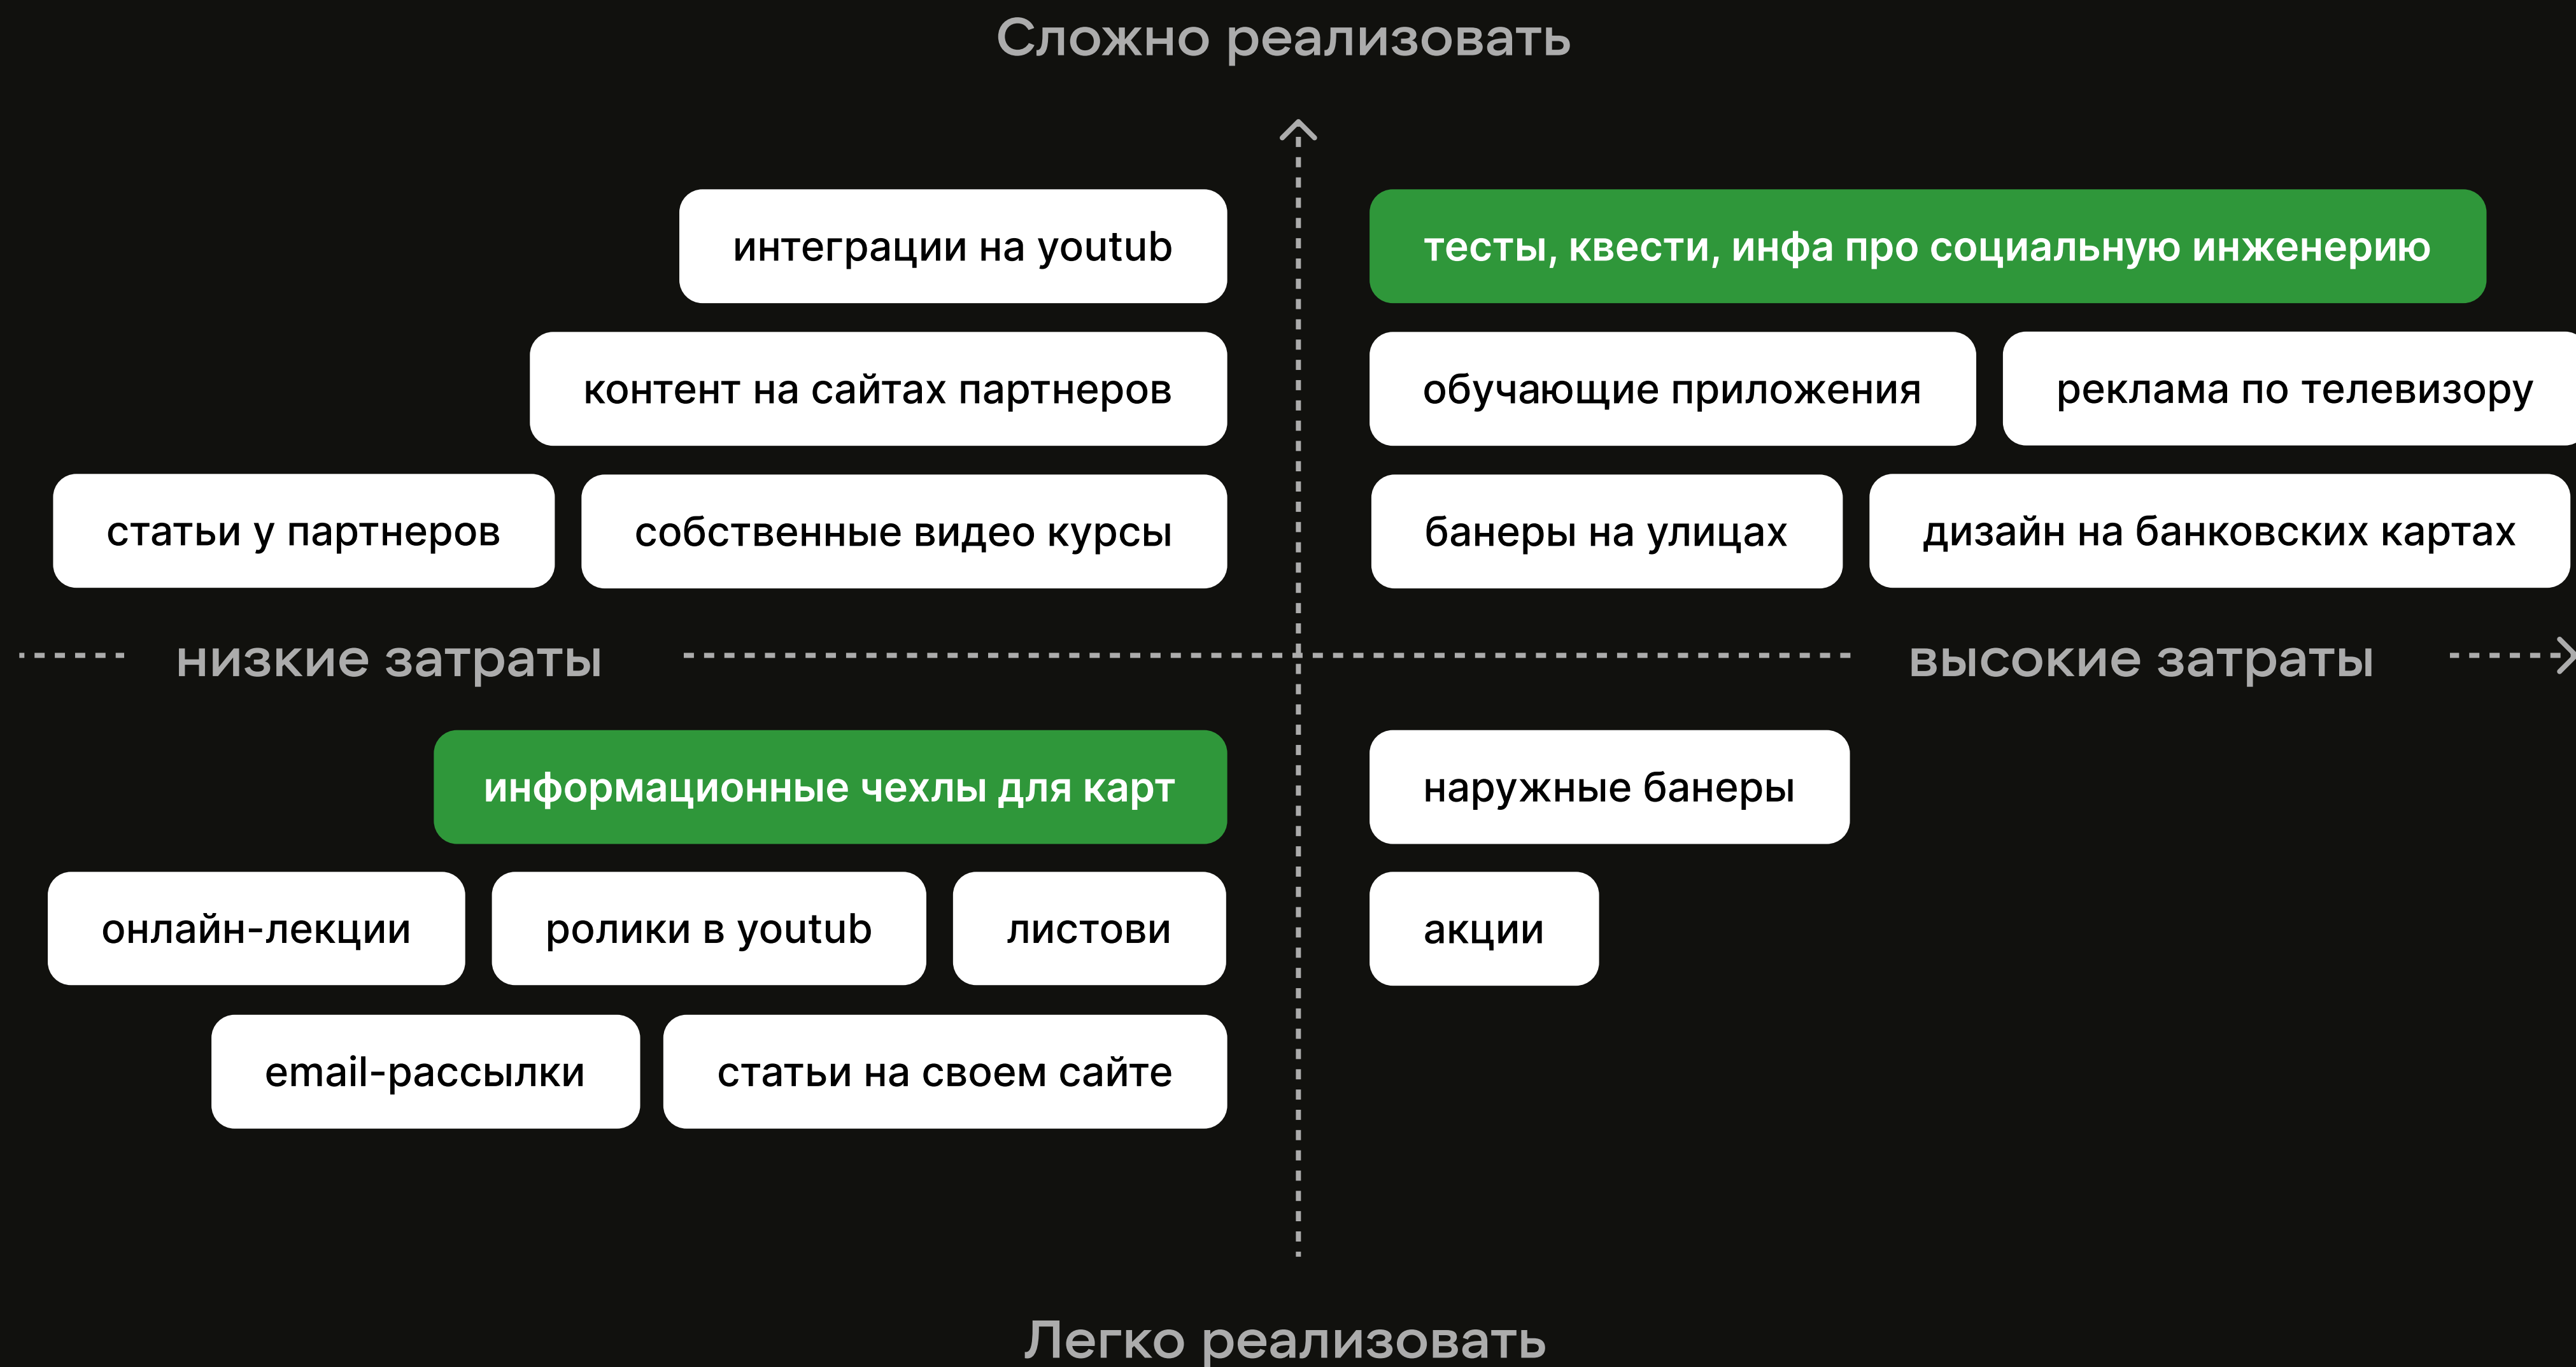 Сложно реализовать
интеграции на youtub
тесты, квести, инфа про социальную инженерию
контент на сайтах партнеров
обучающие приложения
реклама по телевизору
статьи у партнеров
собственные видео курсы
банеры на улицах
дизайн на банковских картах
низкие затраты
высокие затраты
информационные чехлы для карт
наружные банеры
онлайн-лекции
ролики в youtub
листови
акции
email-рассылки
статьи на своем сайте
Легко реализовать